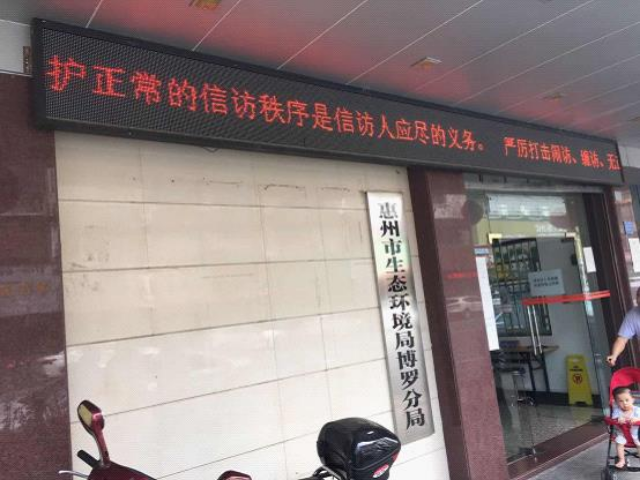 护正常的信访秩序是信访人应尽的义务。 严厉打击闹访、缠访、无
惠州市生态环境局博罗分局